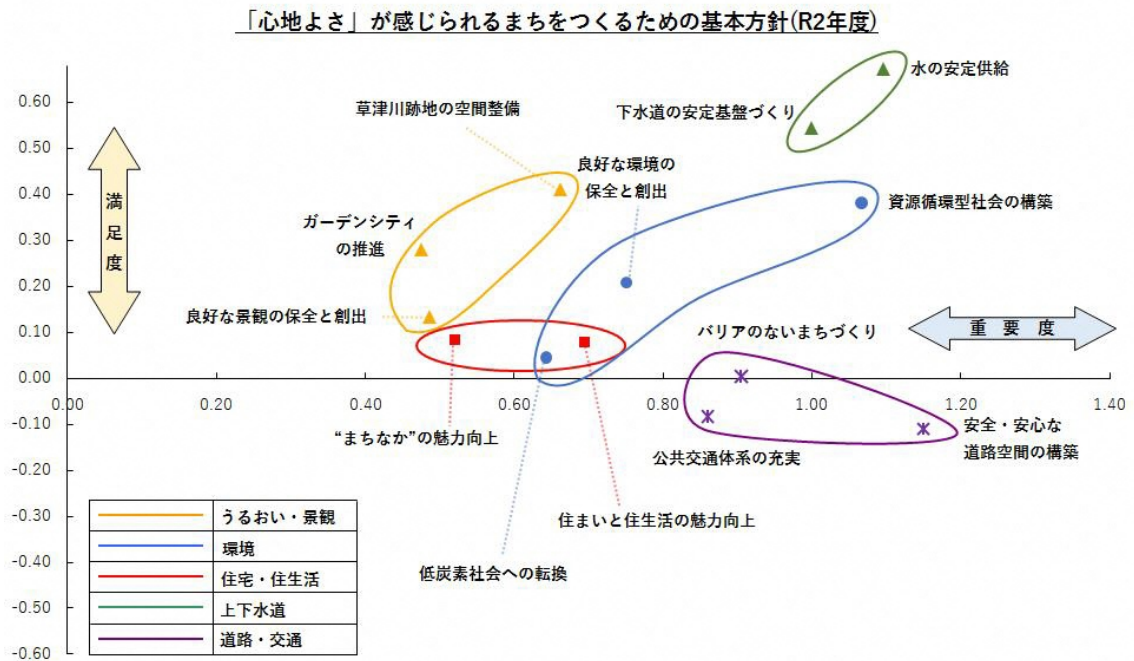 「心地よさ」が感じられるまちをつくるための基本方針(R2年度)
0.60
0.50
0.40
0.30
0.20
0.10
0.00
-0.10
-0.20
-0.30
-0.40
-0.50
-0.60
0.00
0.20
0.40
0.60
0.80
1.00
1.20
1.40
満足度
重要度
水の安定供給
下水道の安定基盤づくり
草津川跡地の空間整備
良好な環境の
保全と創出
資源循環型社会の構築
ガーデンシティ
の推進
良好な景観の保全と創出
バリアのないまちづくり
“まちなか”の魅力向上
公共交通体系の充実
安全・安心な
道路空間の構築
住まいと住生活の魅力向上
低炭素社会への転換
うるおい・景観
環境
住宅・住生活
上下水道
道路・交通